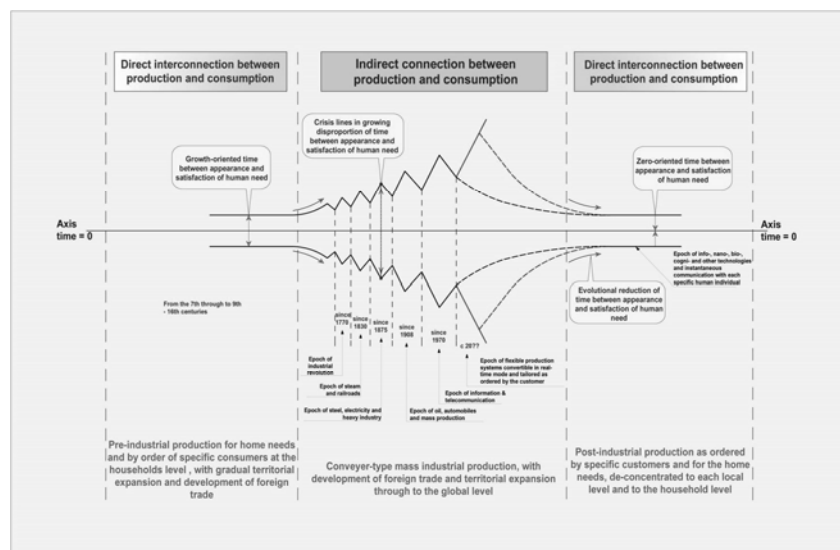 Direct interconnection between
production and consumption
Indirect connection between
production and consumption
Direct interconnection between
production and consumption
Growth-oriented time
between appearance and
satisfaction of human need
Crisis lines in growing
disproportion of time
between appearance and
satisfaction of human need
Zero-oriented time between
appearance and satisfaction
of human need
Axis
time = 0
Axis
time = 0
Evolutional reduction of
time between appearance
and satisfaction of human
need
Epoch of info-, nano-, bio-,
cogni- and other technologies
and instantaneous
communication with each
specific human individual
From the 7th through to 9th
- 16th centuries
since
1770
since
1830
since
1875
since
1908
since
1970
c 20??
Epoch of
industrial
revolution
Epoch of steam
and railroads
Epoch of steel, electricity and
heavy industry
Epoch of oil, automobiles
and mass production
Epoch of information &
telecommunication
Epoch of flexible production
systems convertible in real-
time mode and tailored as
ordered by the customer
Pre-industrial production for home needs
and by order of specific consumers at the
households level , with gradual territorial
expansion and development of foreign
trade
Conveyer-type mass industrial production, with
development of foreign trade and territorial expansion
through to the global level
Post-industrial production as ordered
by specific customers and for the home
needs, de-concentrated to each local
level and to the household level